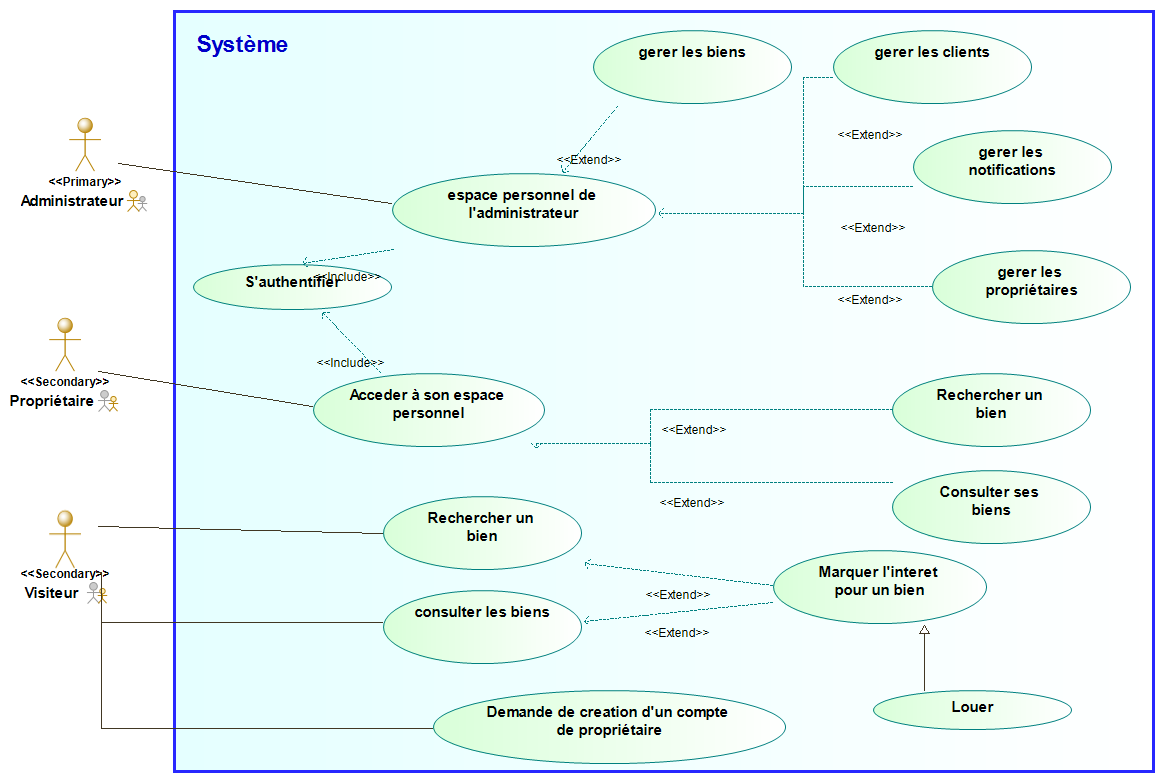 Système
gerer les biens
gerer les clients
<<Extend>>
<<Extend>>
gerer les
notifications
<<Primary>>
Administrateur
espace personnel de
l'administrateur
<<Extend>>
<<Include>>
S'authentifier
gerer les
propriétaires
<<Extend>>
<<Include>>
<<Secondary>>
Propriétaire
Acceder à son espace
personnel
Rechercher un
bien
<<Extend>>
<<Extend>>
Consulter ses
biens
Rechercher un
bien
<<Secondary>>
Visiteur
Marquer l'interet
pour un bien
<<Extend>>
consulter les biens
<<Extend>>
Louer
Demande de creation d'un compte
de propriétaire